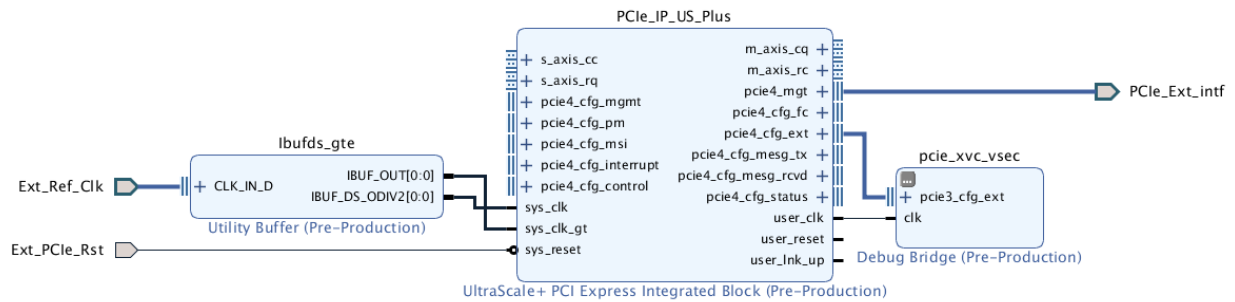 PCIe_IP_US_Plus
s_axis_cc
s_axis_rq
pcie4_cfg_mgmt
pcie4_cfg_pm
pcie4_cfg_msi
pcie4_cfg_interrupt
pcie4_cfg_control
sys_clk
sys_clk_gt
sys_reset
m_axis_cq
m_axis_rc
pcie4_mgt
pcie4_cfg_fc
pcie4_cfg_ext
pcie4_cfg_mesg_tx
pcie4_cfg_mesg_rcvd
pcie4_cfg_status
user_clk
user_reset
user_lnk_up
UltraScale+ PCI Express Integrated Block (Pre-Production)
Ibufds_gte
CLK_IN_D
IBUF_OUT[0:0]
IBUF_DS_ODIV2[0:0]
Utility Buffer (Pre-Production)
Ext_Ref_Clk
Ext_PCIe_Rst
PCIe_Ext_intf
pcie_xvc_vsec
pcie3_cfg_ext
clk
Debug Bridge (Pre-Production)